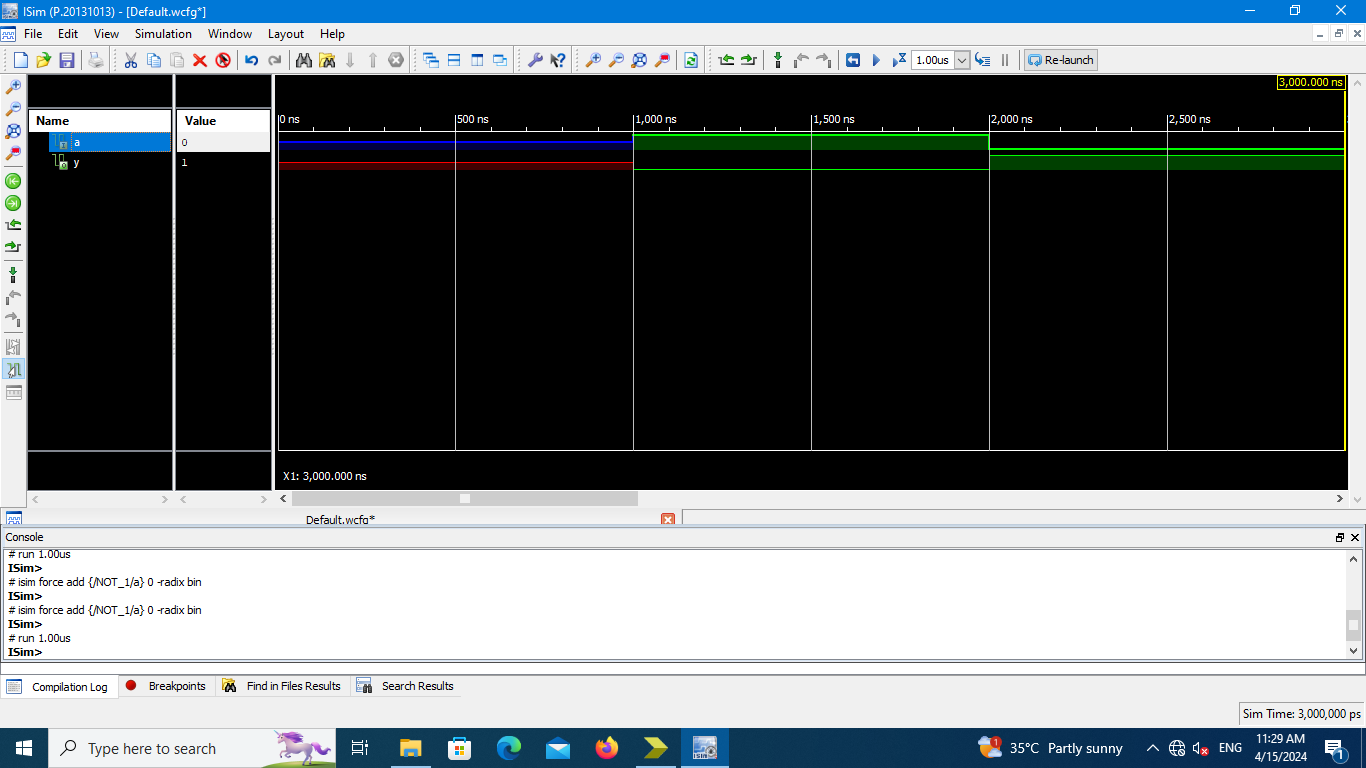 ISim (P.20131013) - [Default.wcfg*]
File Edit View Simulation Window Layout Help
1.00us Re-launch
3,000.000 ns
Name Value
0 ns 500 ns 1,000 ns 1,500 ns 2,000 ns 2,500 ns
a 0
y 1
X1: 3,000.000 ns
Default.wcfg*
Console
# run 1.00us
ISim>
# isim force add {/NOT_1/a} 0 -radix bin
ISim>
# isim force add {/NOT_1/a} 0 -radix bin
ISim>
# run 1.00us
ISim>
Compilation Log Breakpoints Find in Files Results Search Results
Sim Time: 3,000,000 ps
Type here to search
ISim
1
35°C Partly sunny
ENG
11:29 AM
4/15/2024
1